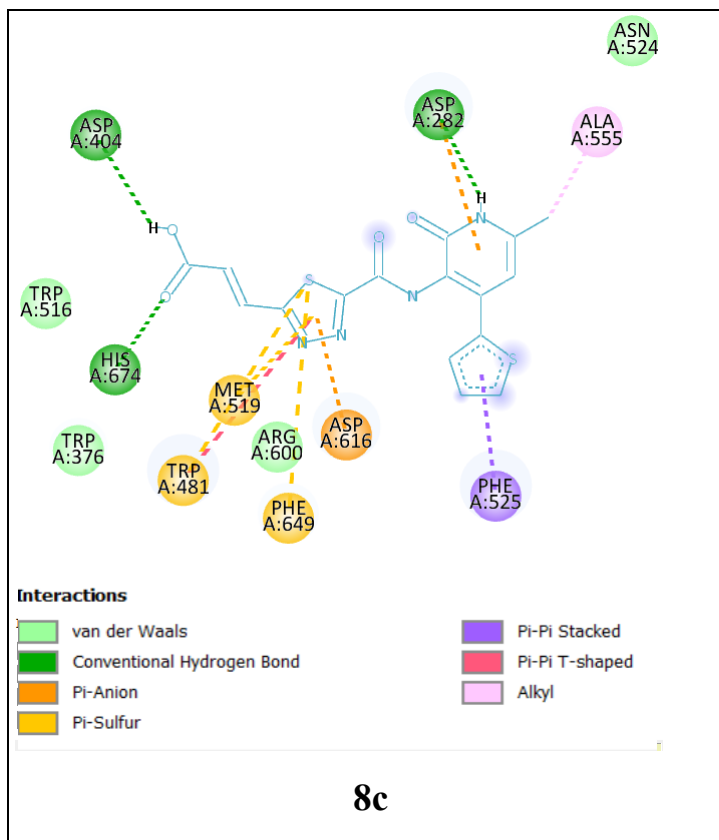 ASN
A:524
ASP
A:282
ASP
A:404
ALA
A:555
H
H
O
O
NH
O
O
S
N
N
N
S
TRP
A:516
HIS
A:674
MET
A:519
ARG
A:600
ASP
A:616
TRP
A:376
TRP
A:481
PHE
A:649
PHE
A:525
Interactions
van der Waals
Conventional Hydrogen Bond
Pi-Anion
Pi-Sulfur
Pi-Pi Stacked
Pi-Pi T-shaped
Alkyl
8c